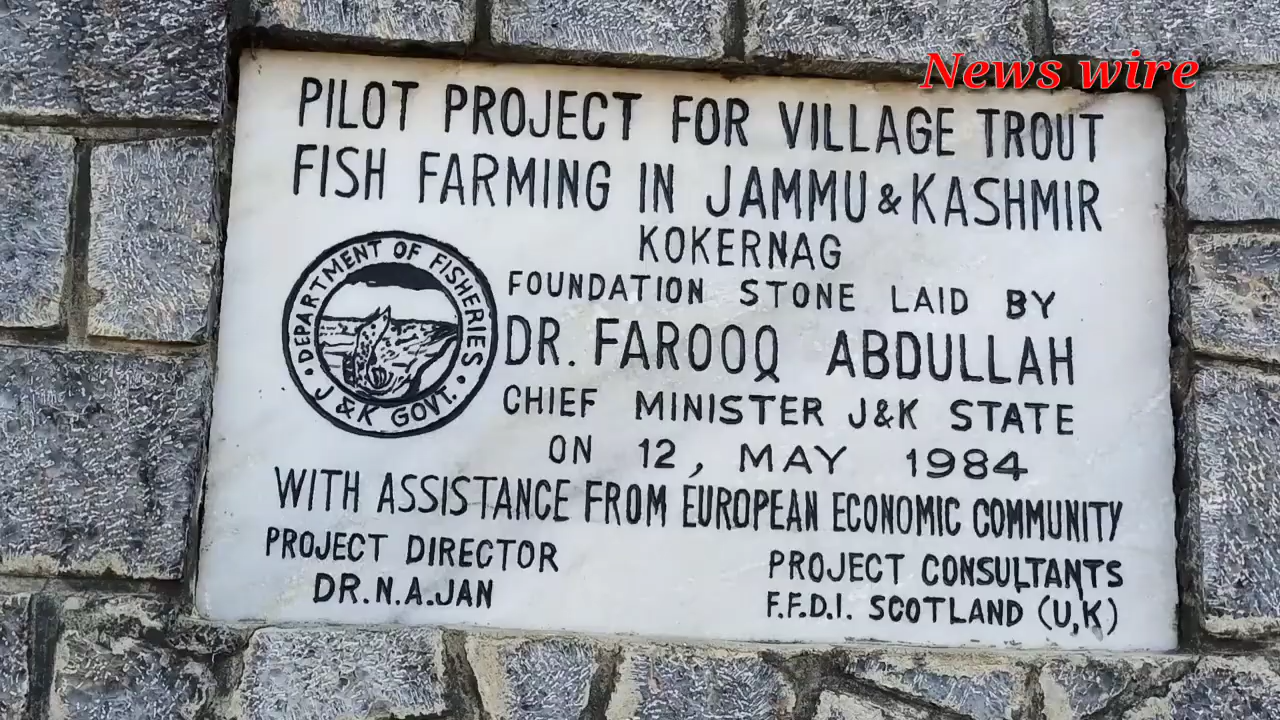 News wire
PILOT PROJECT FOR VILLAGE TROUT
FISH FARMING IN JAMMU & KASHMIR
KOKERNAG
FOUNDATION STONE LAID BY
DR. FAROOQ ABDULLAH
CHIEF MINISTER J&K STATE
ON 12, MAY 1984
WITH ASSISTANCE FROM EUROPEAN ECONOMIC COMMUNITY
PROJECT DIRECTOR
DR.N.A.JAN
PROJECT CONSULTANTS
F.F.D.I. SCOTLAND (U,K)
DEPARTMENT OF FISHERIES
J&K GOVT.